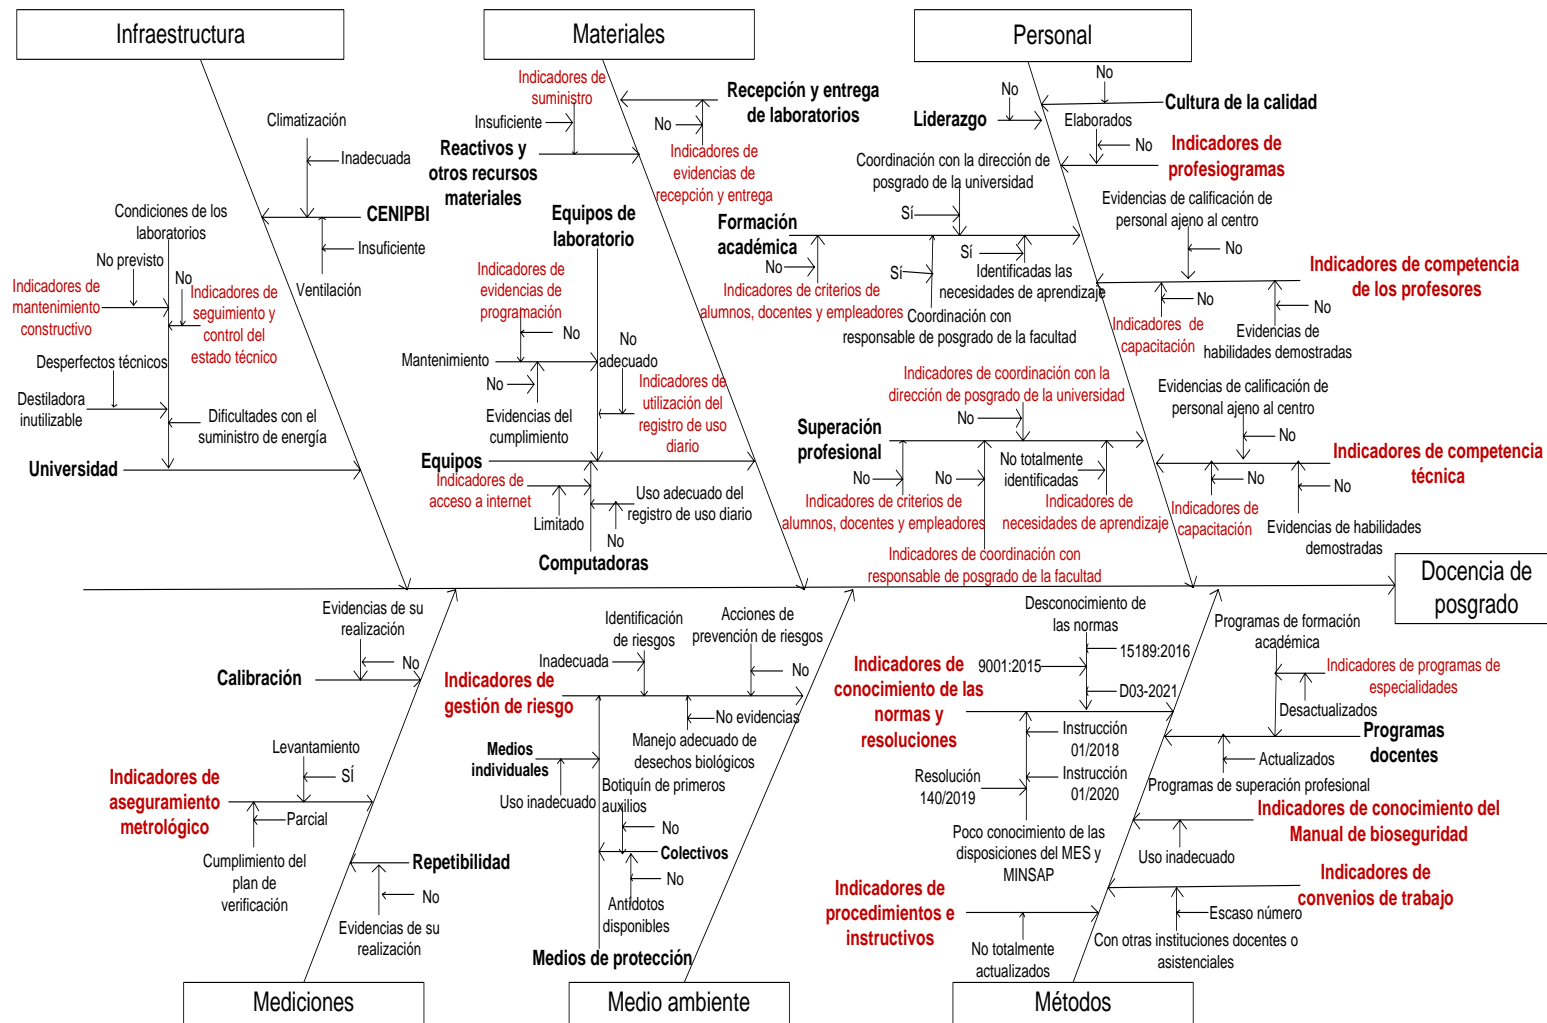 Infraestructura
Climatización
Inadecuada
CENIPBI
Insuficiente
Ventilación
Condiciones de los
laboratorios
No previsto
No
Indicadores de
mantenimiento
constructivo
Indicadores de
seguimiento y
control del
estado técnico
Desperfectos técnicos
Destiladora
inutilizable
Dificultades con el
suministro de energía
Universidad
Materiales
Indicadores de
suministro
Insuficiente
Reactivos y
otros recursos
materiales
Recepción y entrega
de laboratorios
No
Indicadores de
evidencias de
recepción y entrega
Equipos de
laboratorio
Indicadores de
evidencias de
programación
No
Mantenimiento
No
Evidencias del
cumplimiento
No
adecuado
Indicadores de
utilización del
registro de uso
diario
Equipos
Indicadores de
acceso a internet
Limitado
Uso adecuado del
registro de uso diario
No
Computadoras
Personal
No
Liderazgo
No
Cultura de la calidad
Elaborados
No
Indicadores de
profesiogramas
Coordinación con la dirección de
posgrado de la universidad
Sí
Formación
académica
No
Indicadores de criterios de
alumnos, docentes y empleadores
Sí
Coordinación con
responsable de posgrado de la facultad
Sí
Identificadas las
necesidades de aprendizaje
Evidencias de calificación de
personal ajeno al centro
No
Indicadores de competencia
de los profesores
No
Indicadores de
capacitación
No
Evidencias de
habilidades demostradas
Indicadores de coordinación con la
dirección de posgrado de la universidad
No
Superación
profesional
No
Indicadores de criterios de
alumnos, docentes y empleadores
No
Indicadores de coordinación con
responsable de posgrado de la facultad
No totalmente
identificadas
Indicadores de
necesidades de aprendizaje
Evidencias de calificación de
personal ajeno al centro
No
Indicadores de competencia
técnica
No
Indicadores de
capacitación
No
Evidencias de habilidades
demostradas
Docencia de
posgrado
Evidencias de su
realización
No
Calibración
Levantamiento
SÍ
Indicadores de
aseguramiento
metrológico
Parcial
Cumplimiento del
plan de
verificación
Repetibilidad
No
Evidencias de su
realización
Mediciones
Identificación
de riesgos
Inadecuada
Acciones de
prevención de riesgos
No
Indicadores de
gestión de riesgo
No evidencias
Manejo adecuado de
desechos biológicos
Medios
individuales
Uso inadecuado
Botiquín de primeros
auxilios
No
Colectivos
No
Antídotos
disponibles
Medios de protección
Medio ambiente
Desconocimiento de
las normas
15189:2016
9001:2015
D03-2021
Indicadores de
conocimiento de las
normas y
resoluciones
Instrucción
01/2018
Resolución
140/2019
Instrucción
01/2020
Poco conocimiento de las
disposiciones del MES y
MINSAP
Indicadores de
procedimientos e
instructivos
No totalmente
actualizados
Programas de formación
académica
Indicadores de programas de
especialidades
Desactualizados
Programas
docentes
Actualizados
Programas de superación profesional
Indicadores de conocimiento del
Manual de bioseguridad
Uso inadecuado
Indicadores de
convenios de trabajo
Escaso número
Con otras instituciones docentes o
asistenciales
Métodos